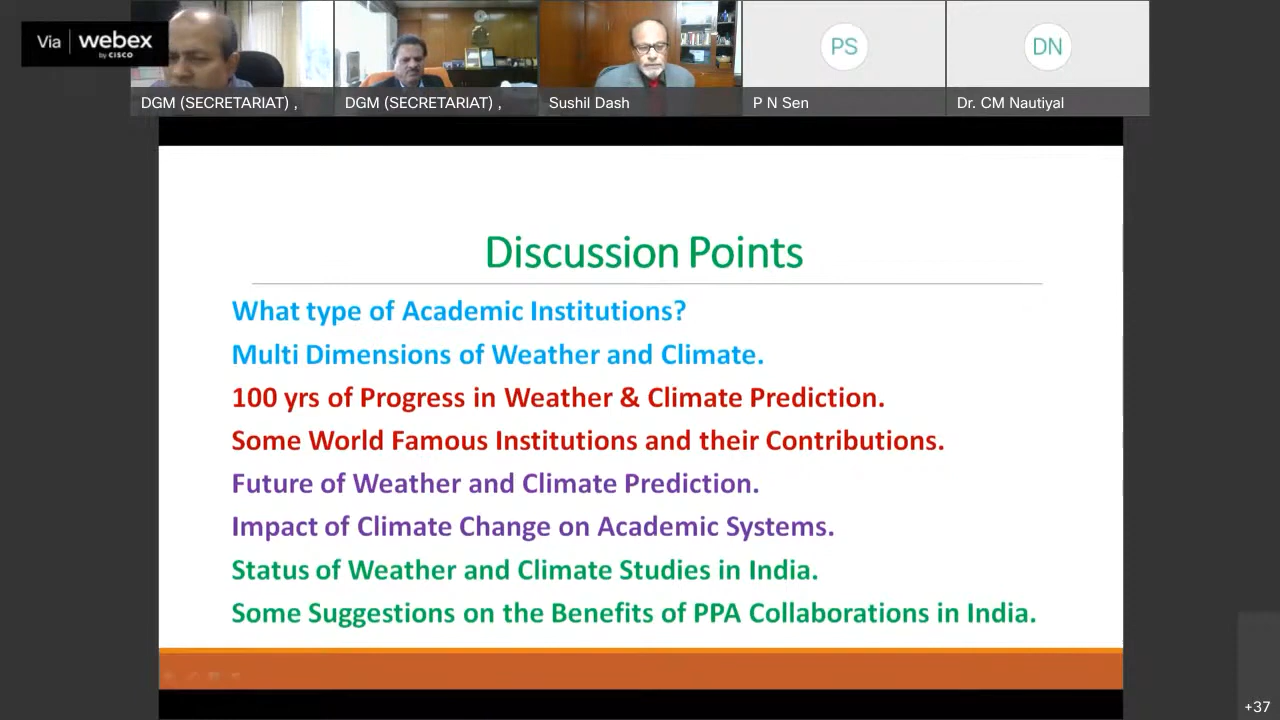 Via webex
by CISCO
DGM (SECRETARIAT) ,
DGM (SECRETARIAT) ,
Sushil Dash
PS
P N Sen
DN
Dr. CM Nautiyal
Discussion Points
What type of Academic Institutions?
Multi Dimensions of Weather and Climate.
100 yrs of Progress in Weather & Climate Prediction.
Some World Famous Institutions and their Contributions.
Future of Weather and Climate Prediction.
Impact of Climate Change on Academic Systems.
Status of Weather and Climate Studies in India.
Some Suggestions on the Benefits of PPA Collaborations in India.
+37